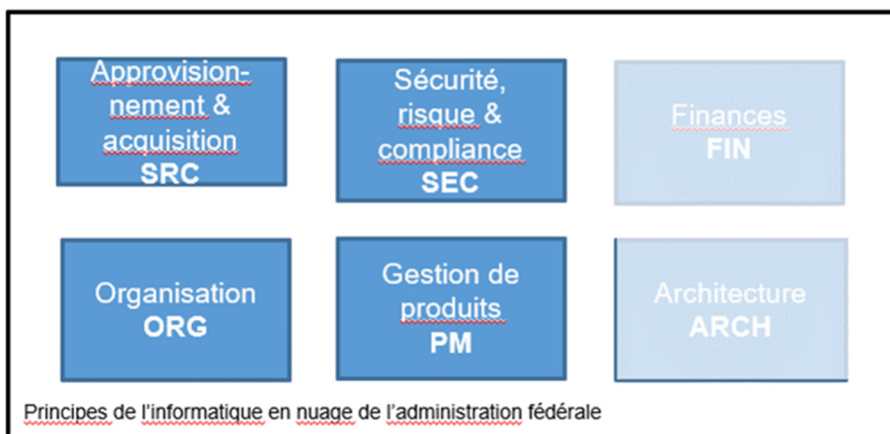 Approvision-
nement &
acquisition
SRC
Sécurité,
risque &
compliance
SEC
Finances
FIN
Organisation
ORG
Gestion de
produits
PM
Architecture
ARCH
Principes de l'informatique en nuage de l'administration fédérale